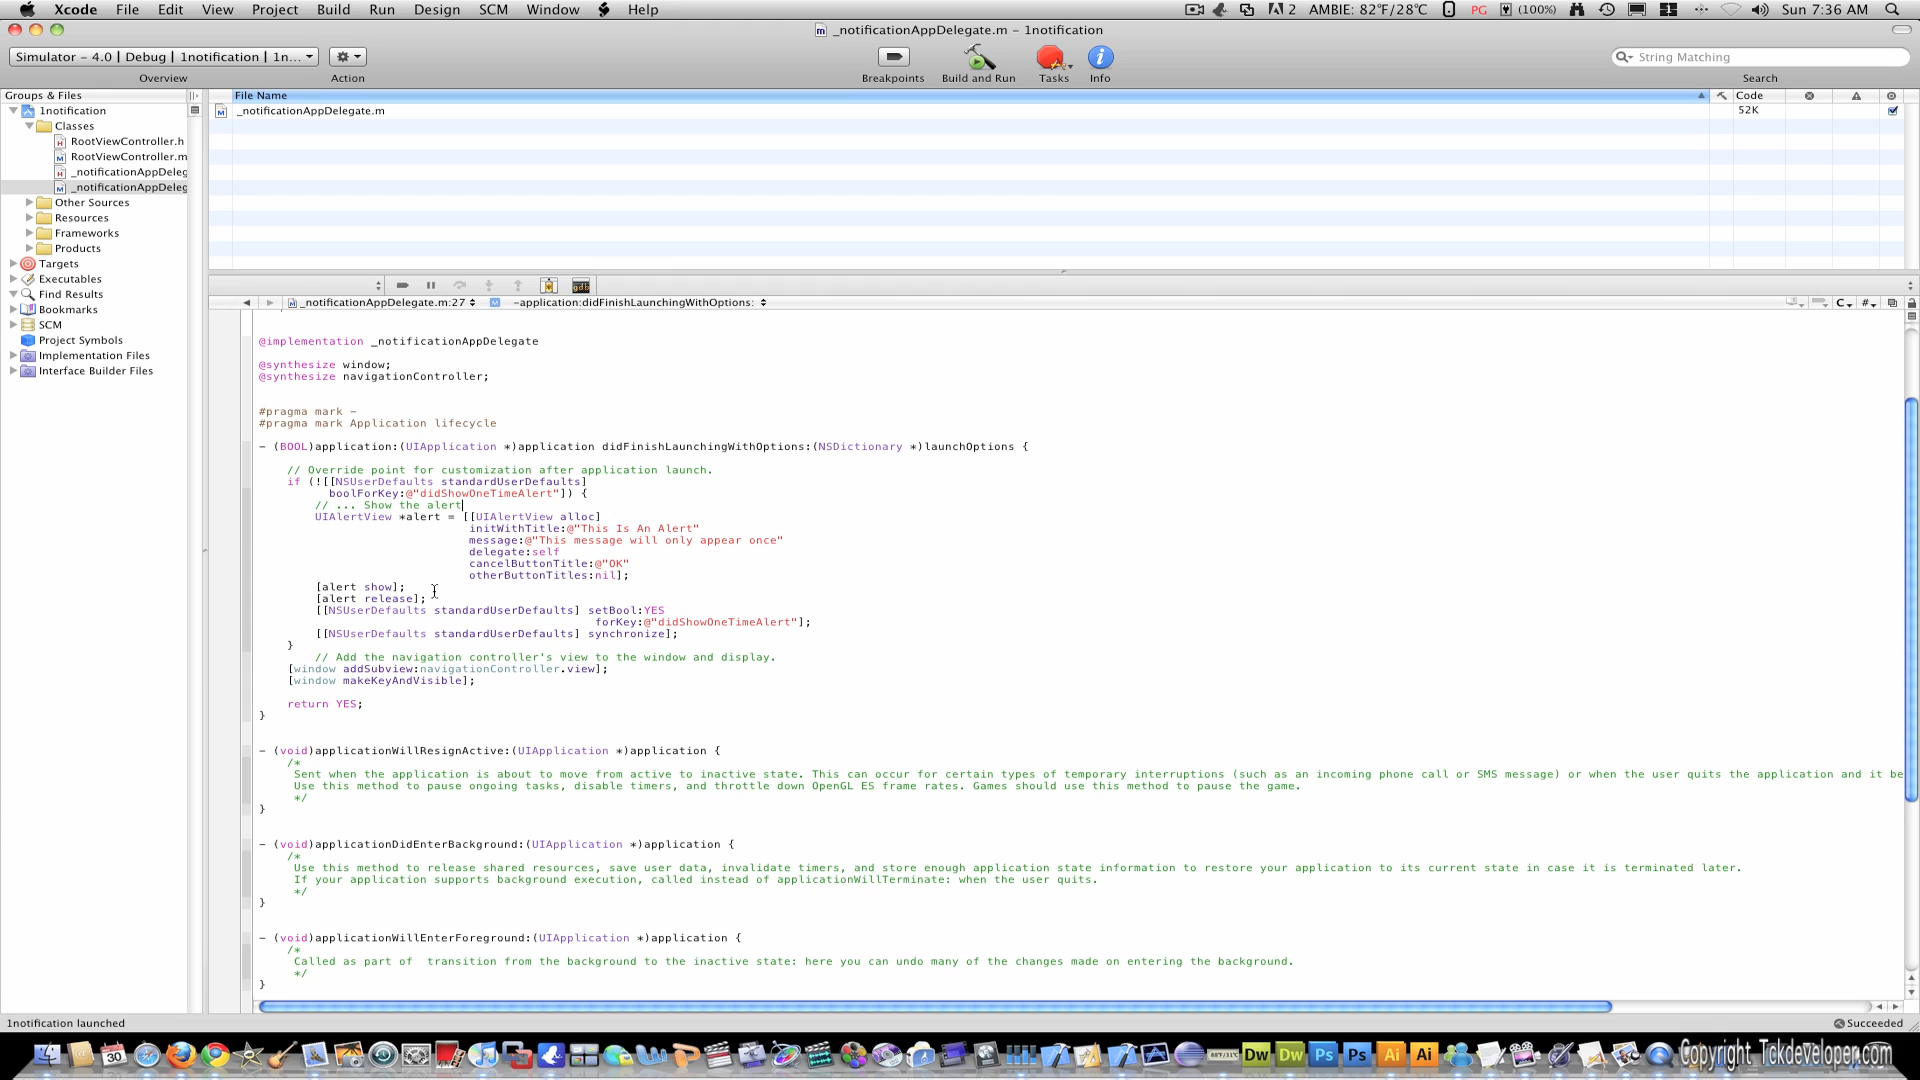 Xcode File Edit View Project Build Run Design SCM Window Help 2 AMBIE: 82°F/28°C PG (100%) Sun 7:36 AM
_notificationAppDelegate.m – 1notification
Simulator – 4.0 | Debug | 1notification | 1n...
String Matching
Overview Action Breakpoints Build and Run Tasks Info Search
Groups & Files
1notification
Classes
RootViewController.h
RootViewController.m
_notificationAppDeleg
_notificationAppDeleg
Other Sources
Resources
Frameworks
Products
Targets
Executables
Find Results
Bookmarks
SCM
Project Symbols
Implementation Files
Interface Builder Files
File Name Code
_notificationAppDelegate.m 52K
gdb
_notificationAppDelegate.m:27 M -application:didFinishLaunchingWithOptions: C #
@implementation _notificationAppDelegate
@synthesize window;
@synthesize navigationController;
#pragma mark -
#pragma mark Application lifecycle
- (BOOL)application:(UIApplication *)application didFinishLaunchingWithOptions:(NSDictionary *)launchOptions {
// Override point for customization after application launch.
if (![[NSUserDefaults standardUserDefaults]
boolForKey:@"didShowOneTimeAlert"]) {
// ... Show the alert
UIAlertView *alert = [[UIAlertView alloc]
initWithTitle:@"This Is An Alert"
message:@"This message will only appear once"
delegate:self
cancelButtonTitle:@"OK"
otherButtonTitles:nil];
[alert show];
[alert release];
[[NSUserDefaults standardUserDefaults] setBool:YES
forKey:@"didShowOneTimeAlert"];
[[NSUserDefaults standardUserDefaults] synchronize];
}
// Add the navigation controller's view to the window and display.
[window addSubview:navigationController.view];
[window makeKeyAndVisible];
return YES;
}
- (void)applicationWillResignActive:(UIApplication *)application {
/*
Sent when the application is about to move from active to inactive state. This can occur for certain types of temporary interruptions (such as an incoming phone call or SMS message) or when the user quits the application and it be
Use this method to pause ongoing tasks, disable timers, and throttle down OpenGL ES frame rates. Games should use this method to pause the game.
*/
}
- (void)applicationDidEnterBackground:(UIApplication *)application {
/*
Use this method to release shared resources, save user data, invalidate timers, and store enough application state information to restore your application to its current state in case it is terminated later.
If your application supports background execution, called instead of applicationWillTerminate: when the user quits.
*/
}
- (void)applicationWillEnterForeground:(UIApplication *)application {
/*
Called as part of  transition from the background to the inactive state: here you can undo many of the changes made on entering the background.
*/
}
1notification launched Succeeded
30 Dw Dw Ps Ps Ai Ai Copyright Tckdeveloper.com